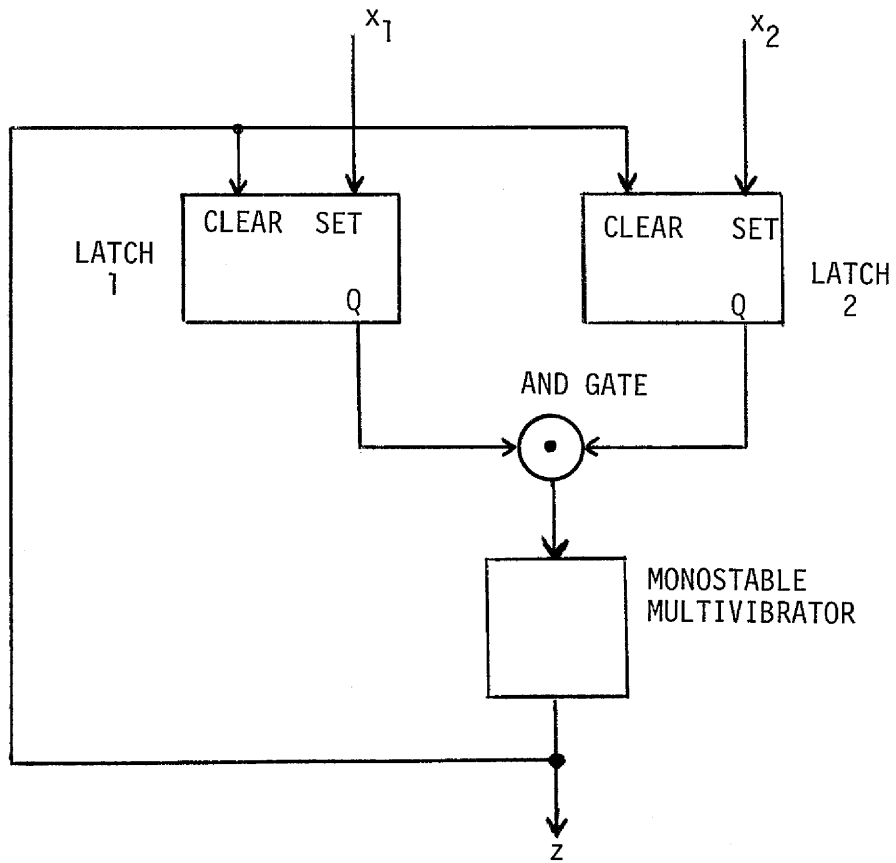 x1
x2
CLEAR SET
CLEAR SET
LATCH
1
LATCH
2
Q
Q
AND GATE
MONOSTABLE
MULTIVIBRATOR
z